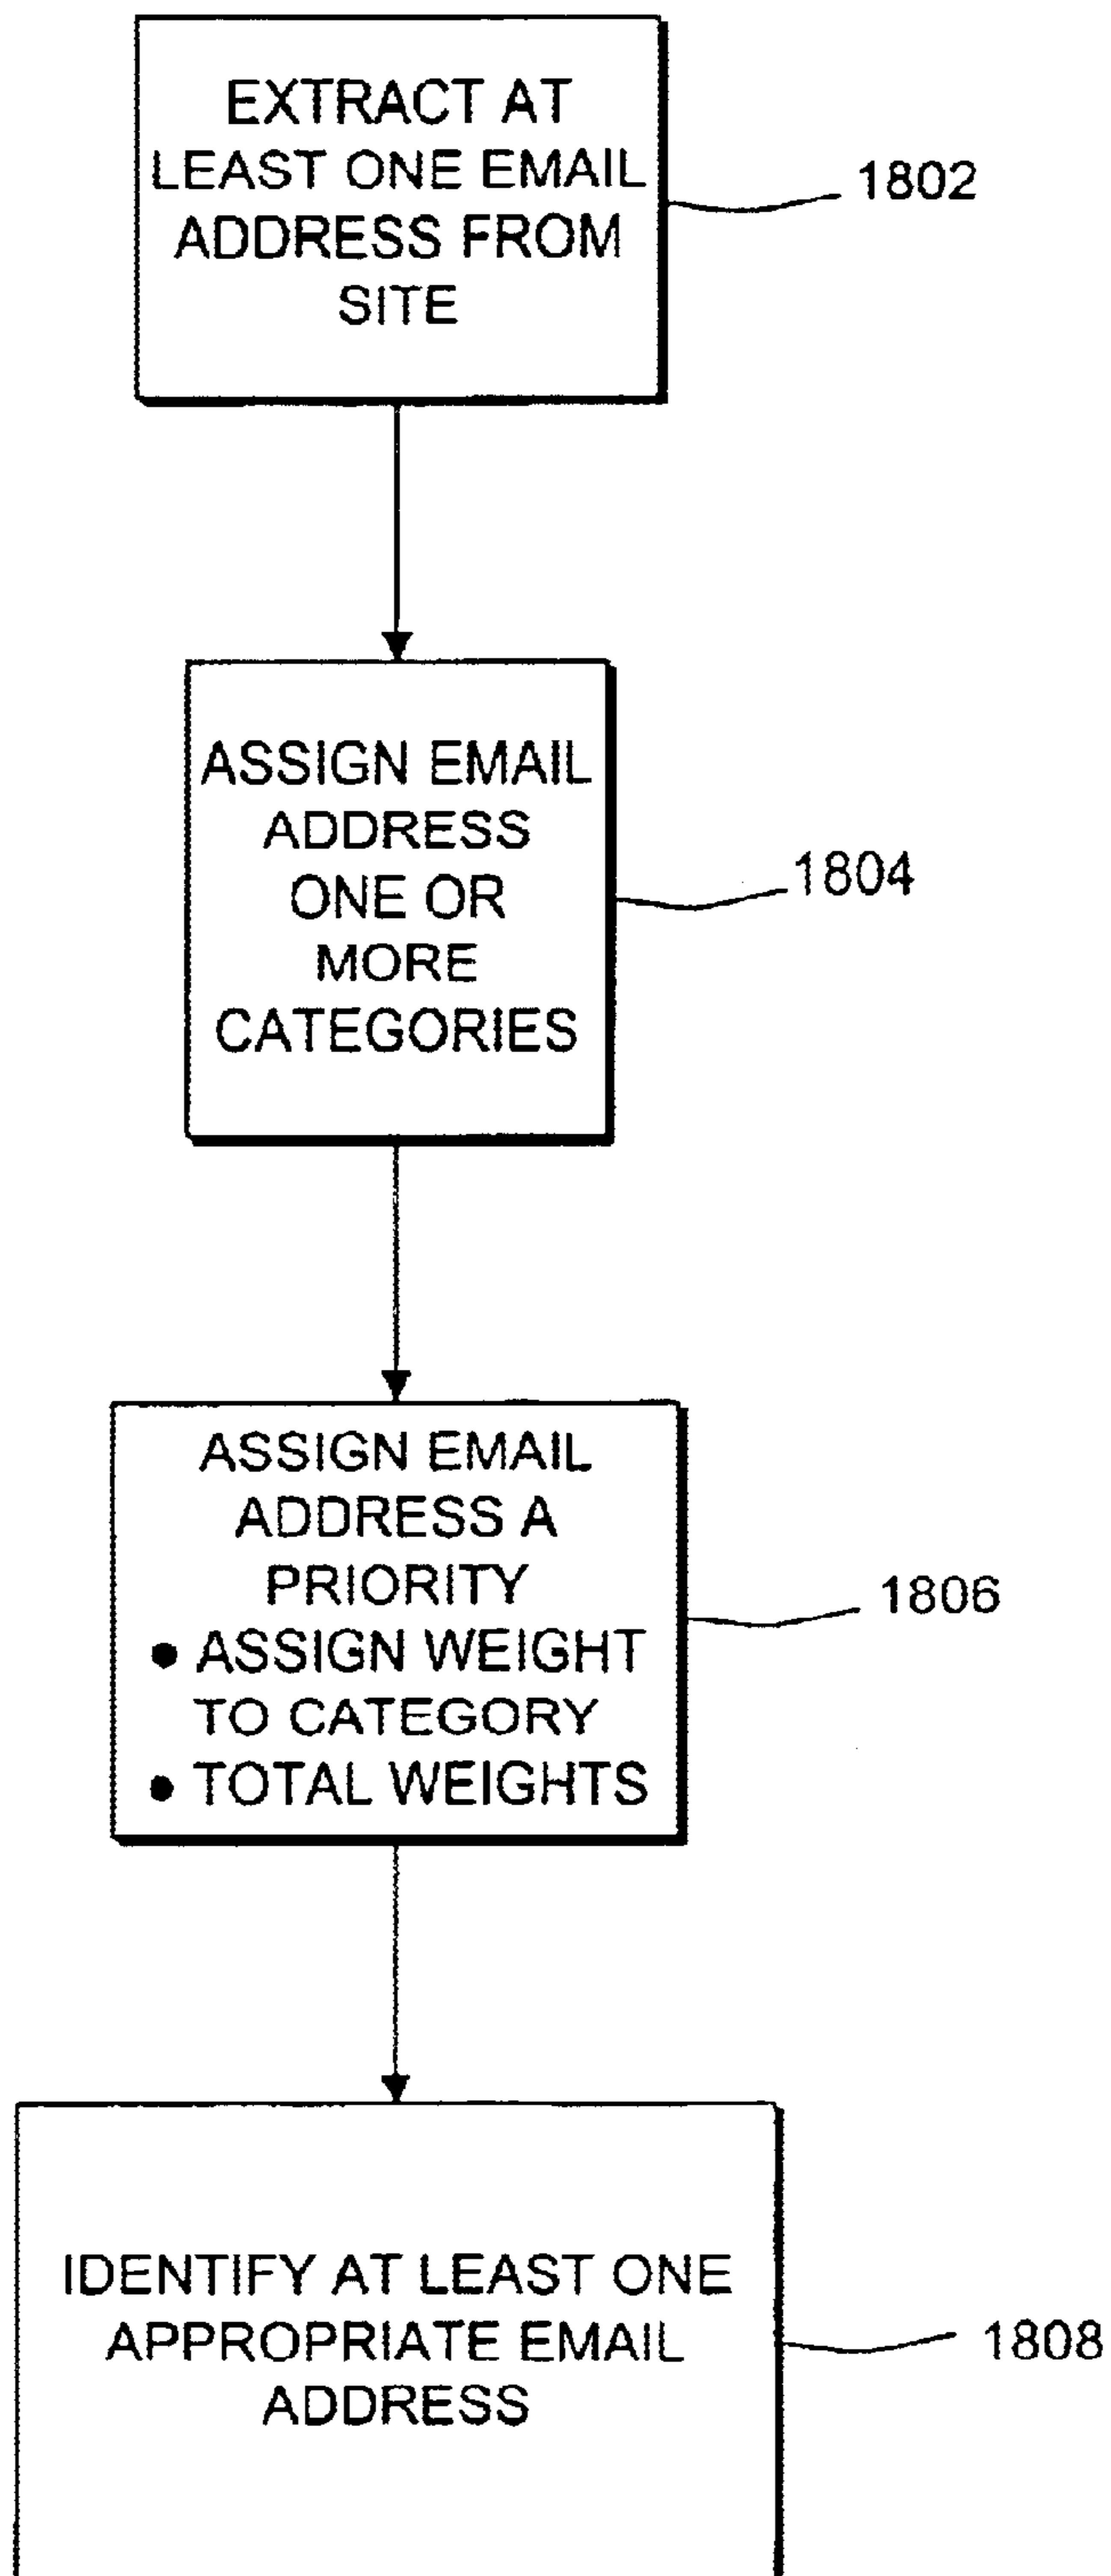 EXTRACT AT
LEAST ONE EMAIL
ADDRESS FROM
SITE
1802
ASSIGN EMAIL
ADDRESS
ONE OR
MORE
CATEGORIES
1804
ASSIGN EMAIL
ADDRESS A
PRIORITY
• ASSIGN WEIGHT
TO CATEGORY
• TOTAL WEIGHTS
1806
IDENTIFY AT LEAST ONE
APPROPRIATE EMAIL
ADDRESS
1808